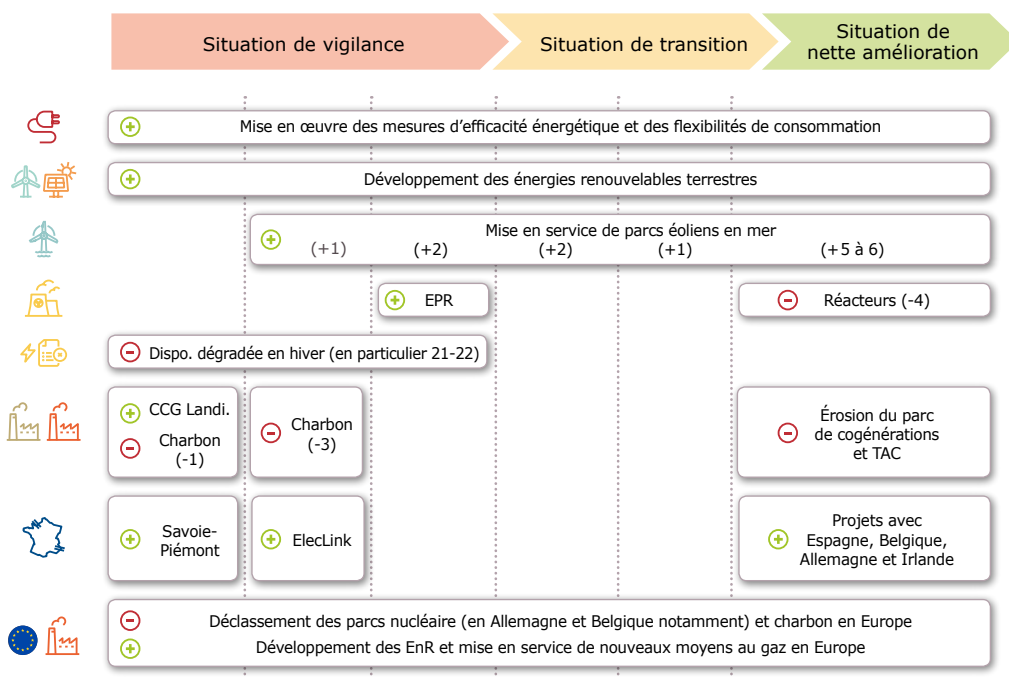 Situation de vigilance
Situation de transition
Situation de
nette amélioration
Mise en œuvre des mesures d'efficacité énergétique et des flexibilités de consommation
Développement des énergies renouvelables terrestres
Mise en service de parcs éoliens en mer
(+1) (+2) (+2) (+1) (+5 à 6)
EPR
Réacteurs (-4)
Dispo. dégradée en hiver (en particulier 21-22)
CCG Landi.
Charbon
(-1)
Charbon
(-3)
Érosion du parc
de cogénérations
et TAC
Savoie-
Piémont
ElecLink
Projets avec
Espagne, Belgique,
Allemagne et Irlande
Déclassement des parcs nucléaire (en Allemagne et Belgique notamment) et charbon en Europe
Développement des EnR et mise en service de nouveaux moyens au gaz en Europe